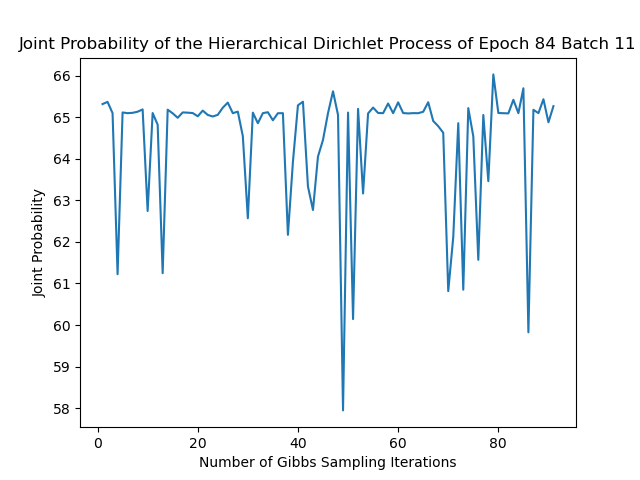 Joint Probability of the Hierarchical Dirichlet Process of Epoch 84 Batch 11
66
65
64
63
62
61
60
59
58
Joint Probability
0 20 40 60 80
Number of Gibbs Sampling Iterations